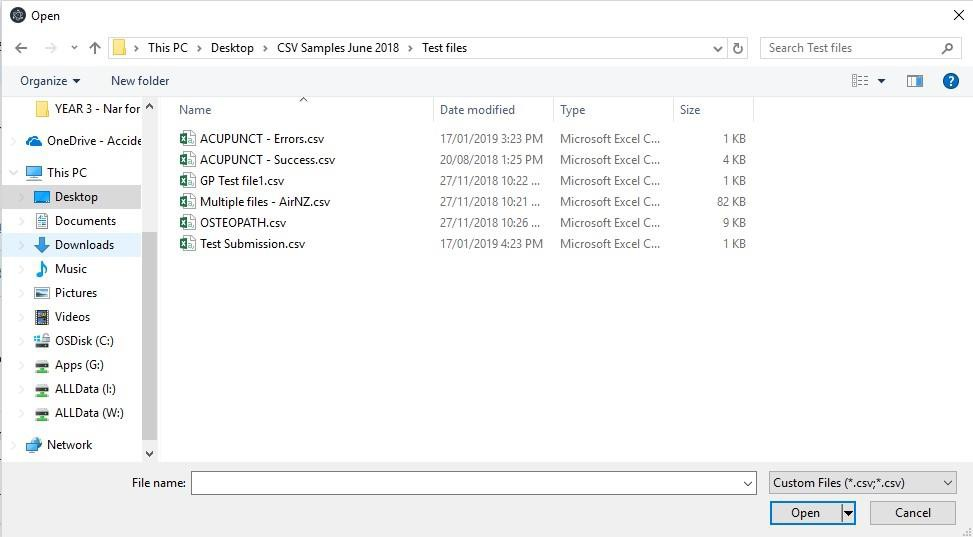 Open
This PC > Desktop > CSV Samples June 2018 > Test files
Search Test files
Organize
New folder
Name
Date modified
Type
Size
YEAR 3 - Nar for
OneDrive - Accide
This PC
Desktop
Documents
Downloads
Music
Pictures
Videos
OSDisk (C:)
Apps (G:)
ALLData (I:)
ALLData (W:)
Network
ACUPUNCT - Errors.csv 17/01/2019 3:23 PM Microsoft Excel C... 1 KB
ACUPUNCT - Success.csv 20/08/2018 1:25 PM Microsoft Excel C... 4 KB
GP Test file1.csv 27/11/2018 10:22 ... Microsoft Excel C... 1 KB
Multiple files - AirNZ.csv 27/11/2018 10:21 ... Microsoft Excel C... 82 KB
OSTEOPATH.csv 27/11/2018 10:26 ... Microsoft Excel C... 9 KB
Test Submission.csv 17/01/2019 4:23 PM Microsoft Excel C... 1 KB
File name:
Custom Files (*.csv;*.csv)
Open
Cancel